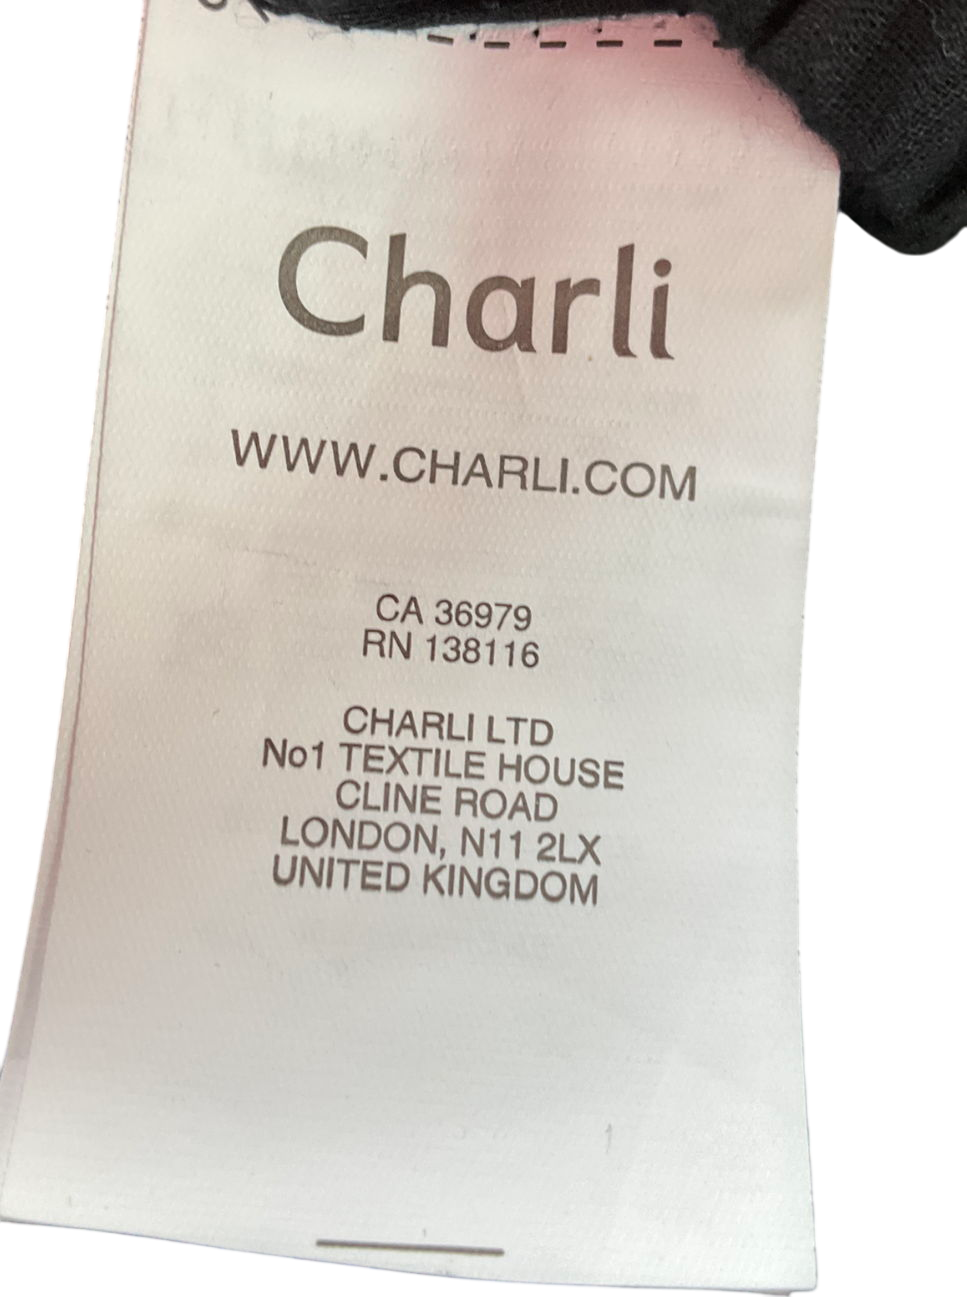 Charli
WWW.CHARLI.COM
CA 36979
RN 138116
CHARLI LTD
No1 TEXTILE HOUSE
CLINE ROAD
LONDON, N11 2LX
UNITED KINGDOM